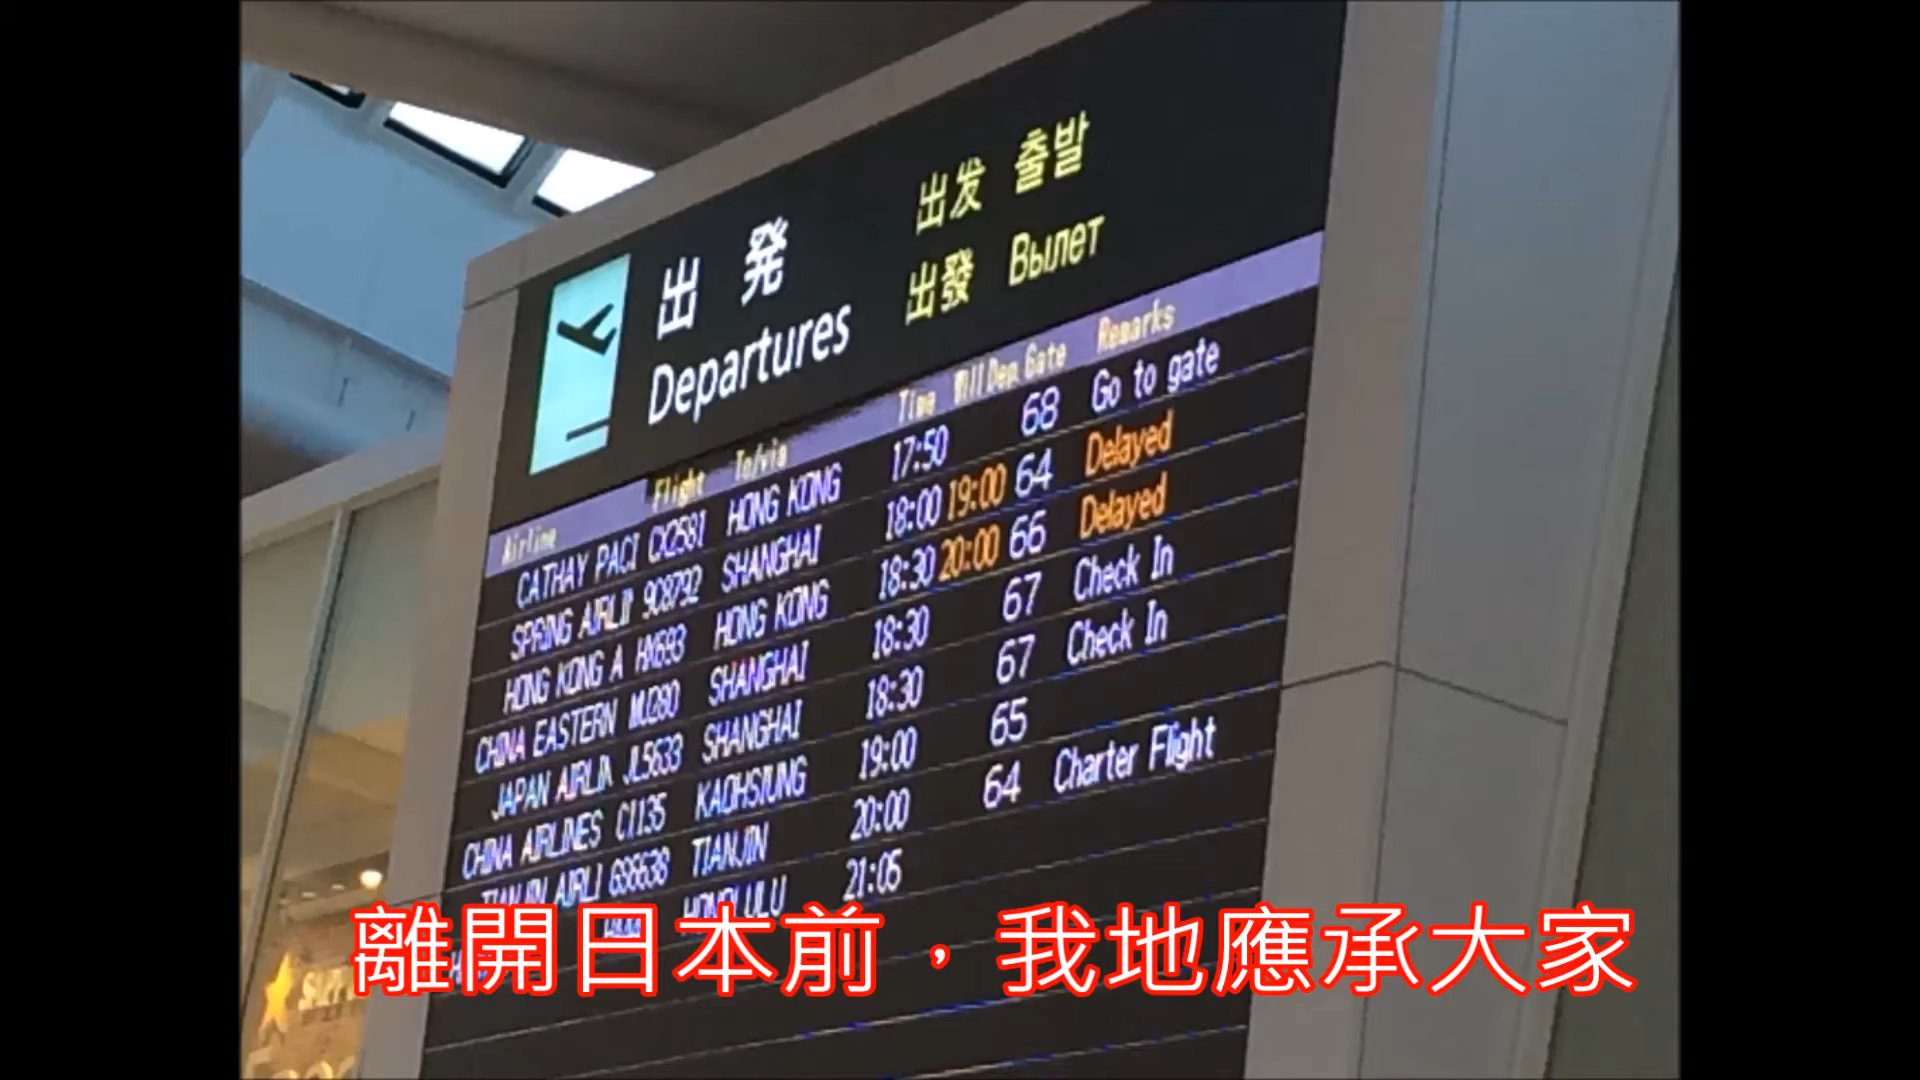 出発
Departures
出发 출발
出發 Вылет
Airline Flight To/via Time Will Dep. Gate Remarks
CATHAY PACI CX2581 HONG KONG 17:50 68 Go to gate
SPRING AIRLIN 9C8792 SHANGHAI 18:00 19:00 64 Delayed
HONG KONG A HX693 HONG KONG 18:30 20:00 66 Delayed
CHINA EASTERN MU280 SHANGHAI 18:30 67 Check In
JAPAN AIRLIN JL5633 SHANGHAI 18:30 67 Check In
CHINA AIRLINES CI135 KAOHSIUNG 19:00 65
TIANJIN AIRLI GS6638 TIANJIN 20:00 64 Charter Flight
HONOLULU 21:05
離開日本前，我地應承大家